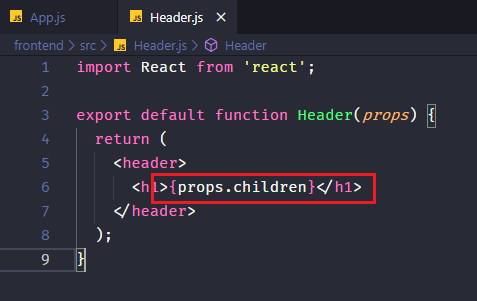 JS App.js JS Header.js ×
frontend > src > JS Header.js > Header
1 import React from 'react';
2
3 export default function Header(props) {
4 return (
5 <header>
6 <h1>{props.children}</h1>
7 </header>
8 );
9 }